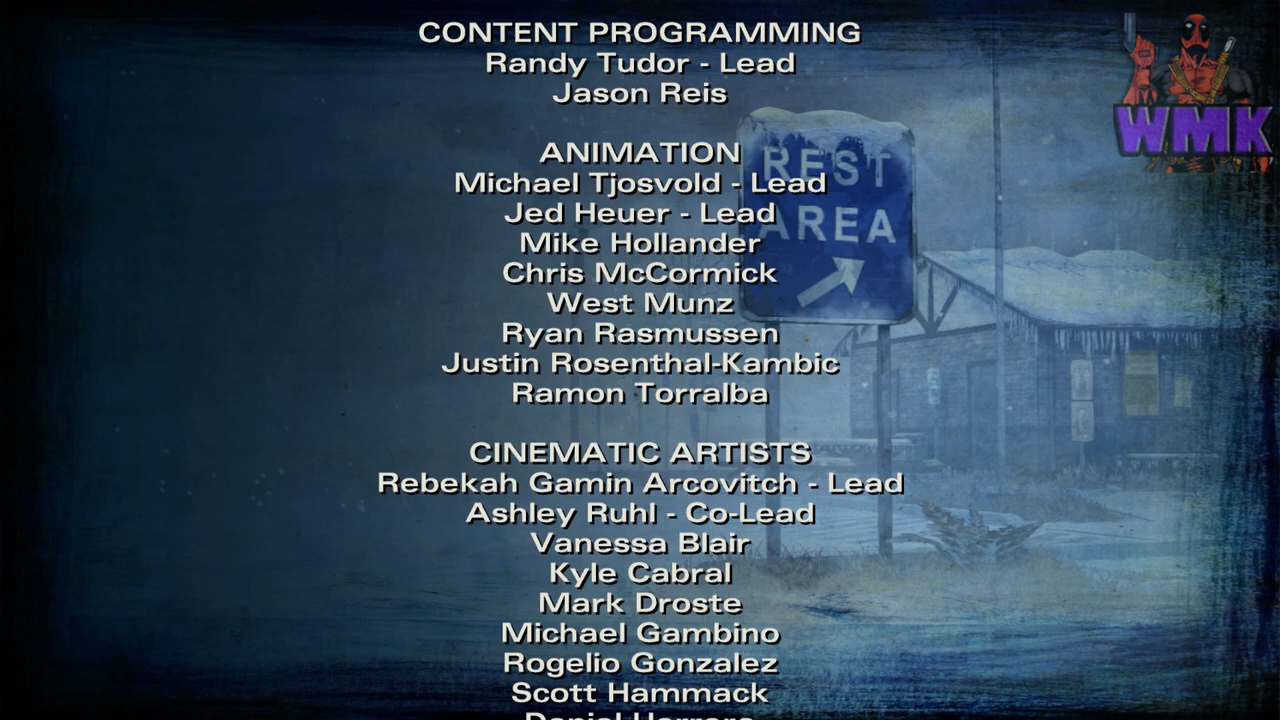 CONTENT PROGRAMMING
Randy Tudor - Lead
Jason Reis
ANIMATION
Michael Tjosvold - Lead
Jed Heuer - Lead
Mike Hollander
Chris McCormick
West Munz
Ryan Rasmussen
Justin Rosenthal-Kambic
Ramon Torralba
CINEMATIC ARTISTS
Rebekah Gamin Arcovitch - Lead
Ashley Ruhl - Co-Lead
Vanessa Blair
Kyle Cabral
Mark Droste
Michael Gambino
Rogelio Gonzalez
Scott Hammack
REST
AREA
WMK